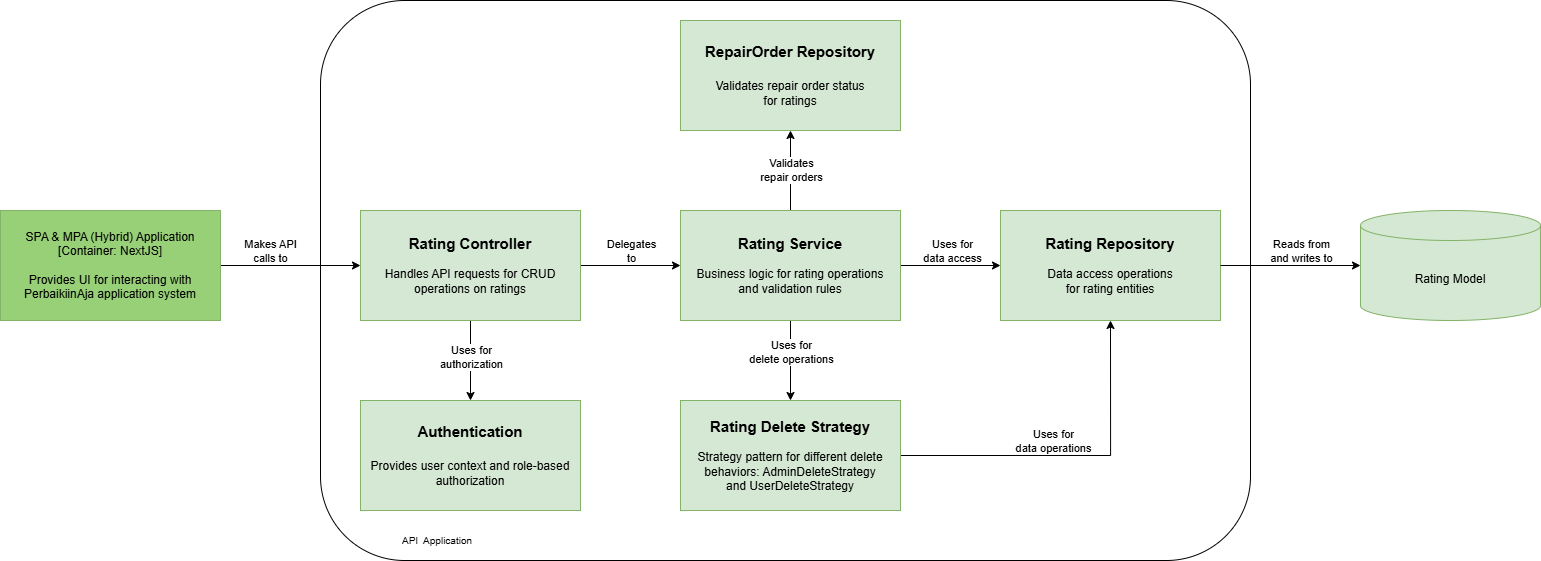 RepairOrder Repository
Validates repair order status
for ratings
Validates
repair orders
SPA & MPA (Hybrid) Application
[Container: NextJS]
Provides UI for interacting with
PerbaikiinAja application system
Makes API
calls to
Rating Controller
Handles API requests for CRUD
operations on ratings
Delegates
to
Rating Service
Business logic for rating operations
and validation rules
Uses for
data access
Rating Repository
Data access operations
for rating entities
Reads from
and writes to
Rating Model
Uses for
authorization
Uses for
delete operations
Authentication
Provides user context and role-based
authorization
Rating Delete Strategy
Strategy pattern for different delete
behaviors: AdminDeleteStrategy
and UserDeleteStrategy
Uses for
data operations
API Application